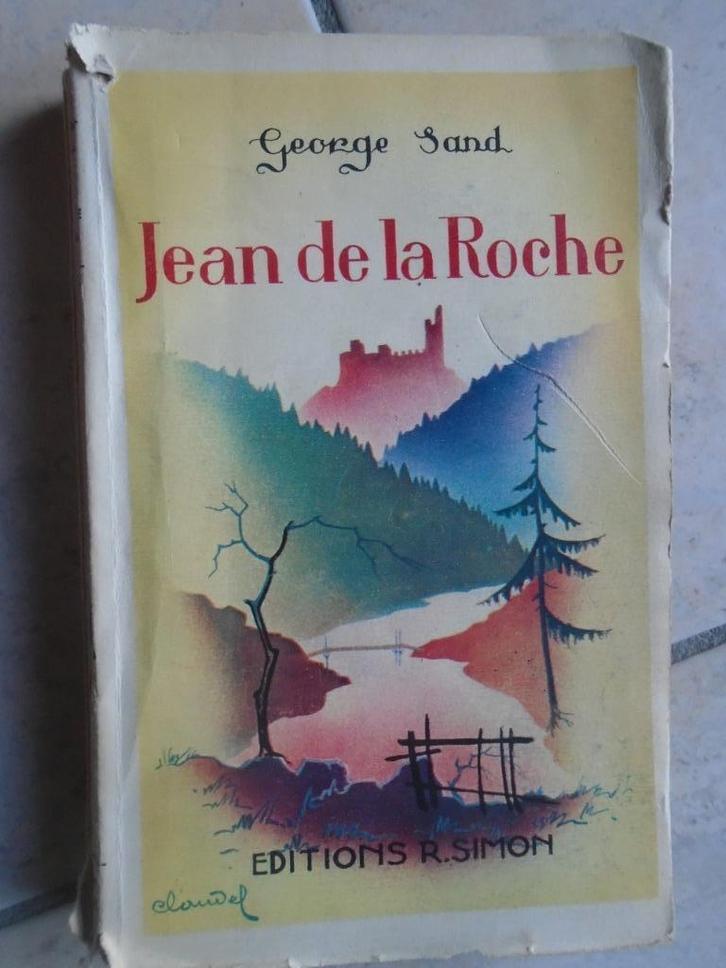 George Sand
Jean de la Roche
EDITIONS R. SIMON
claudel